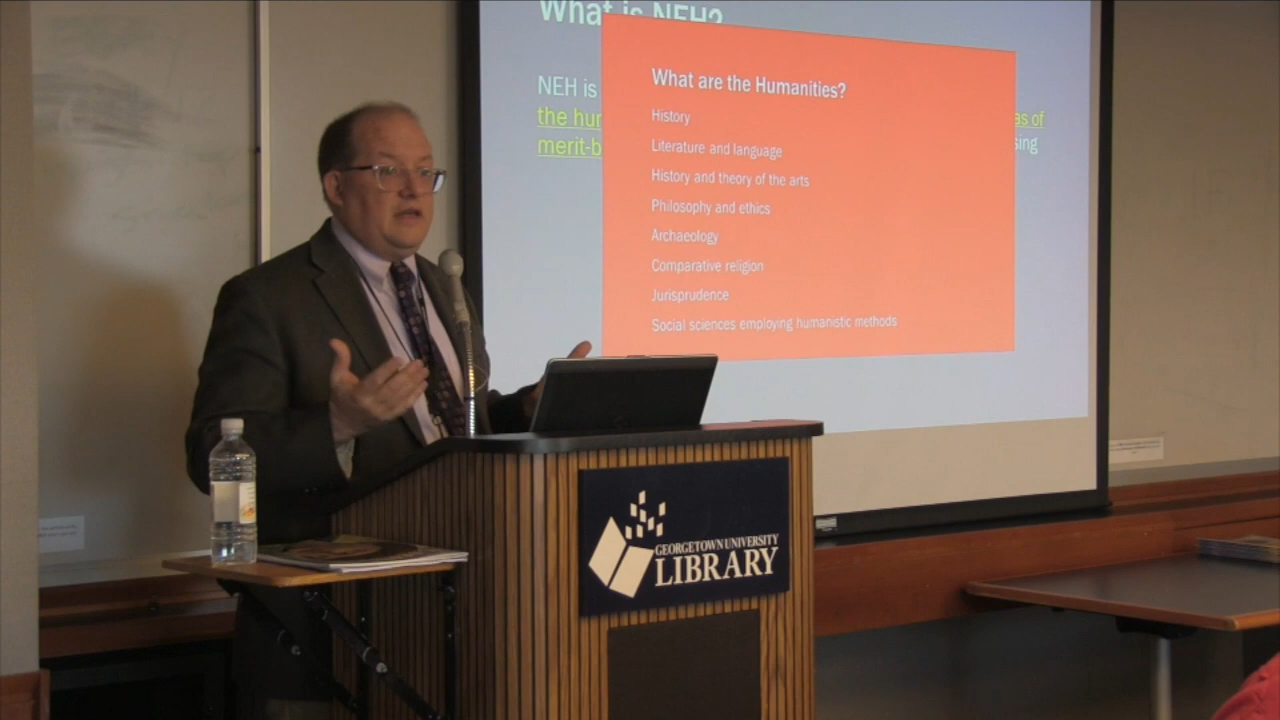 What is NEH?
NEH is
the hum
as of
merit-b
sing
What are the Humanities?
History
Literature and language
History and theory of the arts
Philosophy and ethics
Archaeology
Comparative religion
Jurisprudence
Social sciences employing humanistic methods
GEORGETOWN UNIVERSITY
LIBRARY